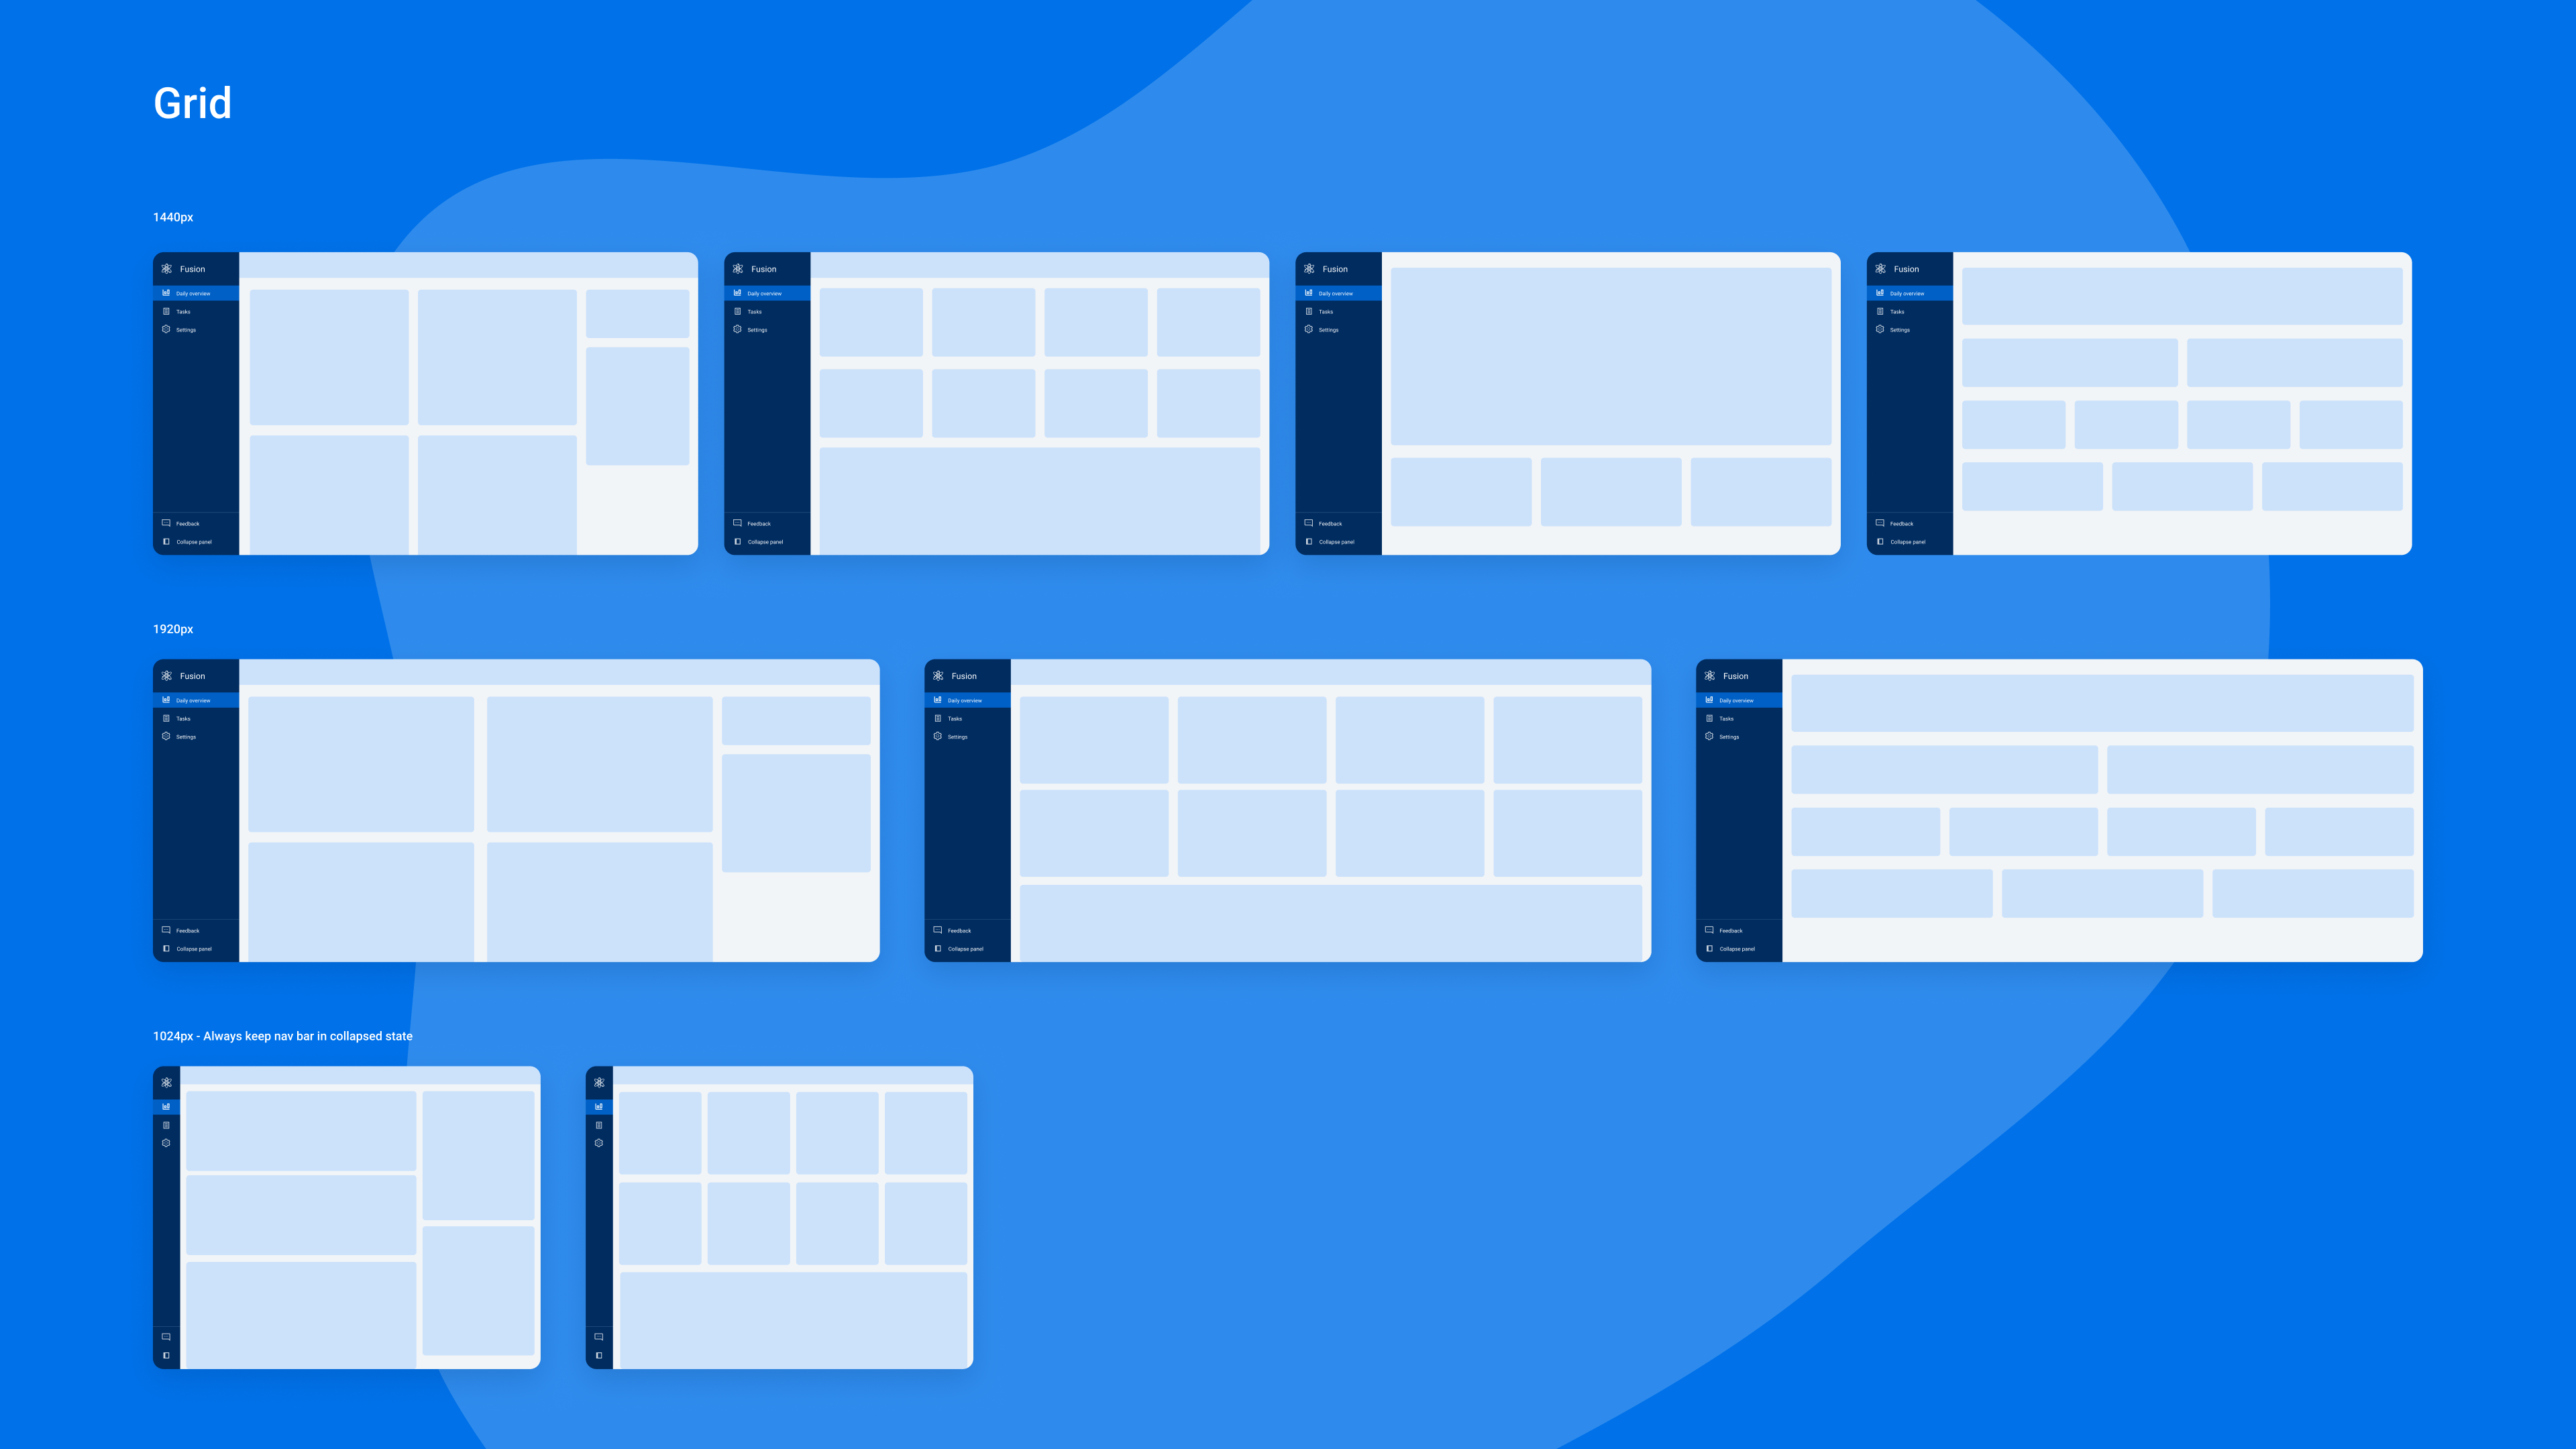 Grid
1440px
Fusion
Daily overview
Tasks
Settings
Feedback
Collapse panel
Fusion
Daily overview
Tasks
Settings
Feedback
Collapse panel
Fusion
Daily overview
Tasks
Settings
Feedback
Collapse panel
Fusion
Daily overview
Tasks
Settings
Feedback
Collapse panel
1920px
Fusion
Daily overview
Tasks
Settings
Feedback
Collapse panel
Fusion
Daily overview
Tasks
Settings
Feedback
Collapse panel
Fusion
Daily overview
Tasks
Settings
Feedback
Collapse panel
1024px - Always keep nav bar in collapsed state